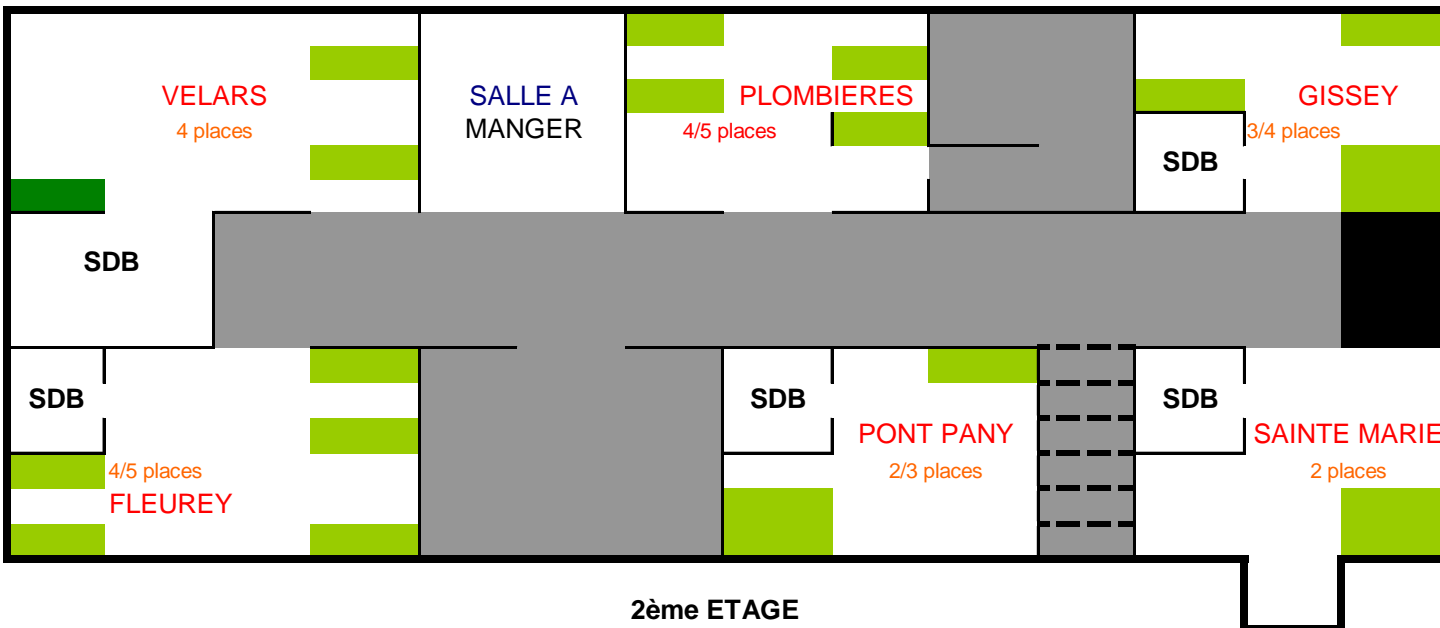 VELARS
4 places
SALLE A
MANGER
PLOMBIERES
4/5 places
GISSEY
3/4 places
SDB
SDB
SDB
4/5 places
FLEUREY
SDB
PONT PANY
2/3 places
SDB
SAINTE MARIE
2 places
2ème ETAGE